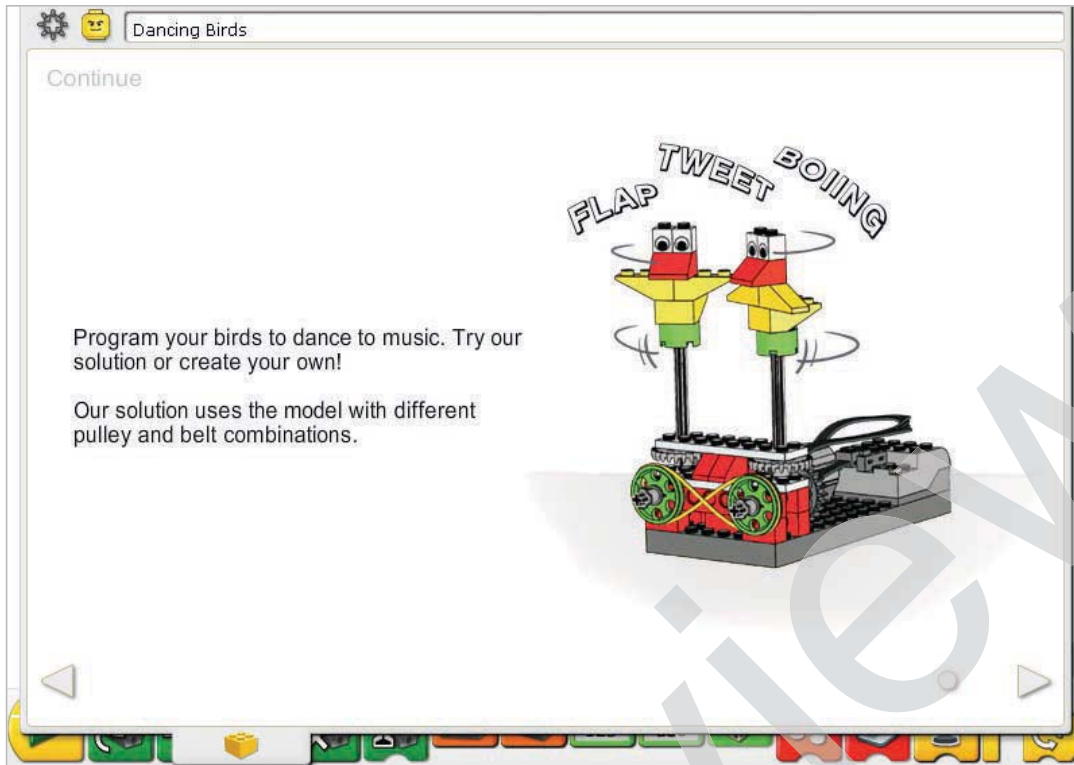 Dancing Birds
Continue
FLAP TWEET BOIING
Program your birds to dance to music. Try our
solution or create your own!
Our solution uses the model with different
pulley and belt combinations.